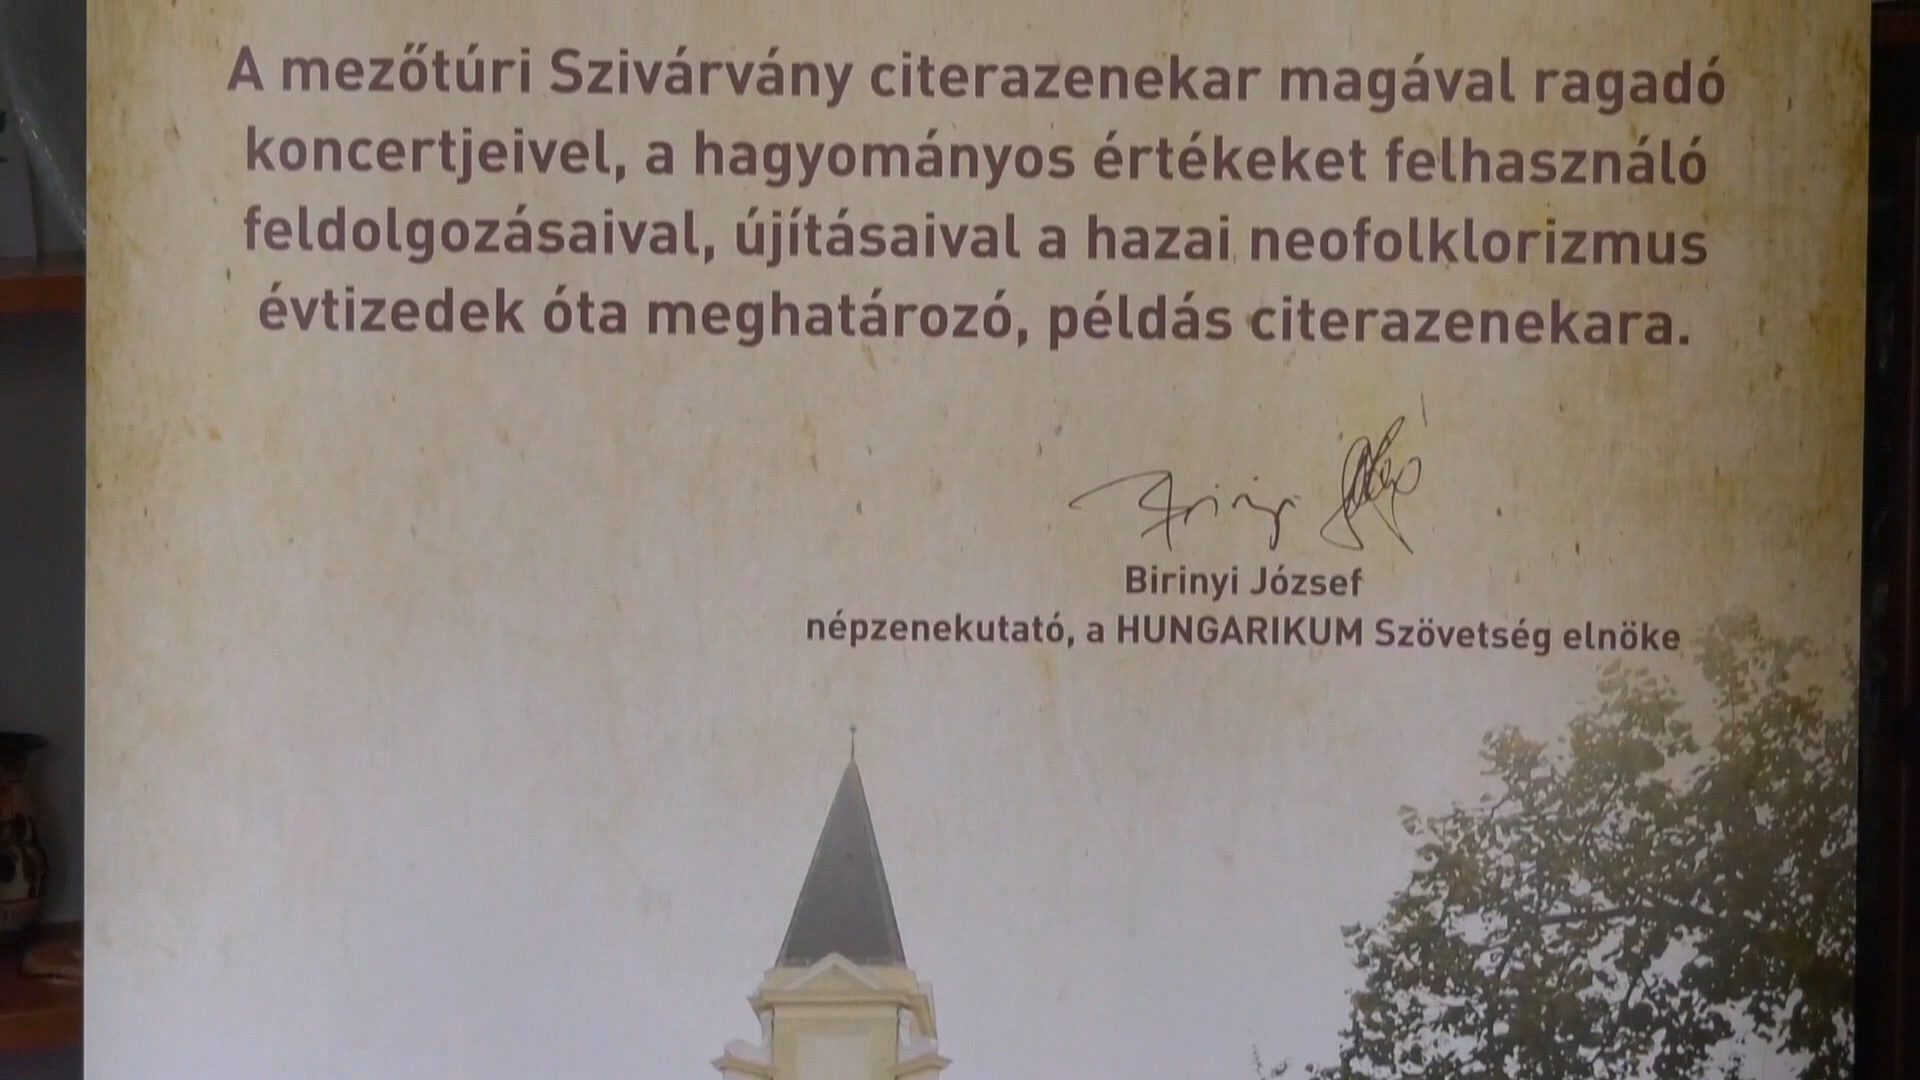 A mezőtúri Szivárvány citerazenekar magával ragadó
koncertjeivel, a hagyományos értékeket felhasználó
feldolgozásaival, újításaival a hazai neofolklorizmus
évtizedek óta meghatározó, példás citerazenekara.
Birinyi József
népzenekutató, a HUNGARIKUM Szövetség elnöke